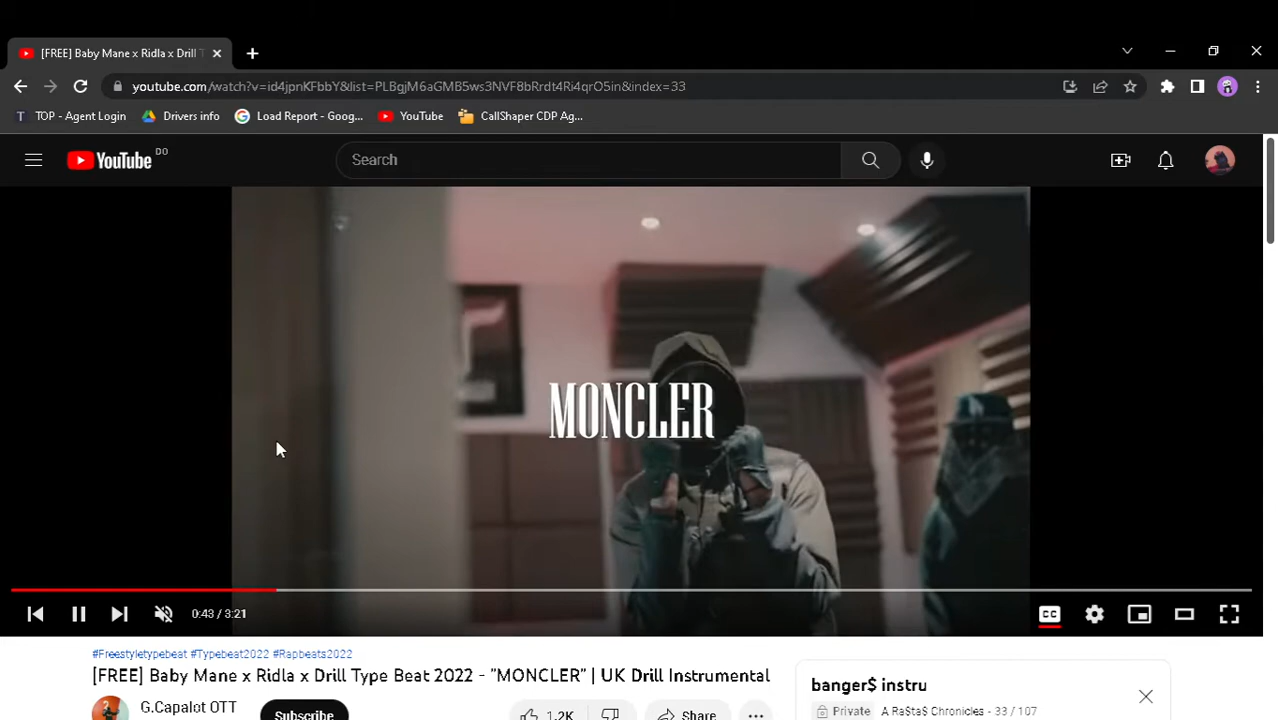 [FREE] Baby Mane x Ridla x Drill T
youtube.com/watch?v=id4jpnKFbbY&list=PLBgjM6aGMB5ws3NVF8bRrdt4Ri4qrO5in&index=33
TOP - Agent Login
Drivers info
Load Report - Goog...
YouTube
CallShaper CDP Ag...
YouTube DO
Search
MONCLER
0:43 / 3:21
CC
#Freestyletypebeat #Typebeat2022 #Rapbeats2022
[FREE] Baby Mane x Ridla x Drill Type Beat 2022 - "MONCLER" | UK Drill Instrumental
G.Capalot OTT
Subscribe
1.2K
Share
banger$ instru
Private
A Ra$ta$ Chronicles - 33 / 107